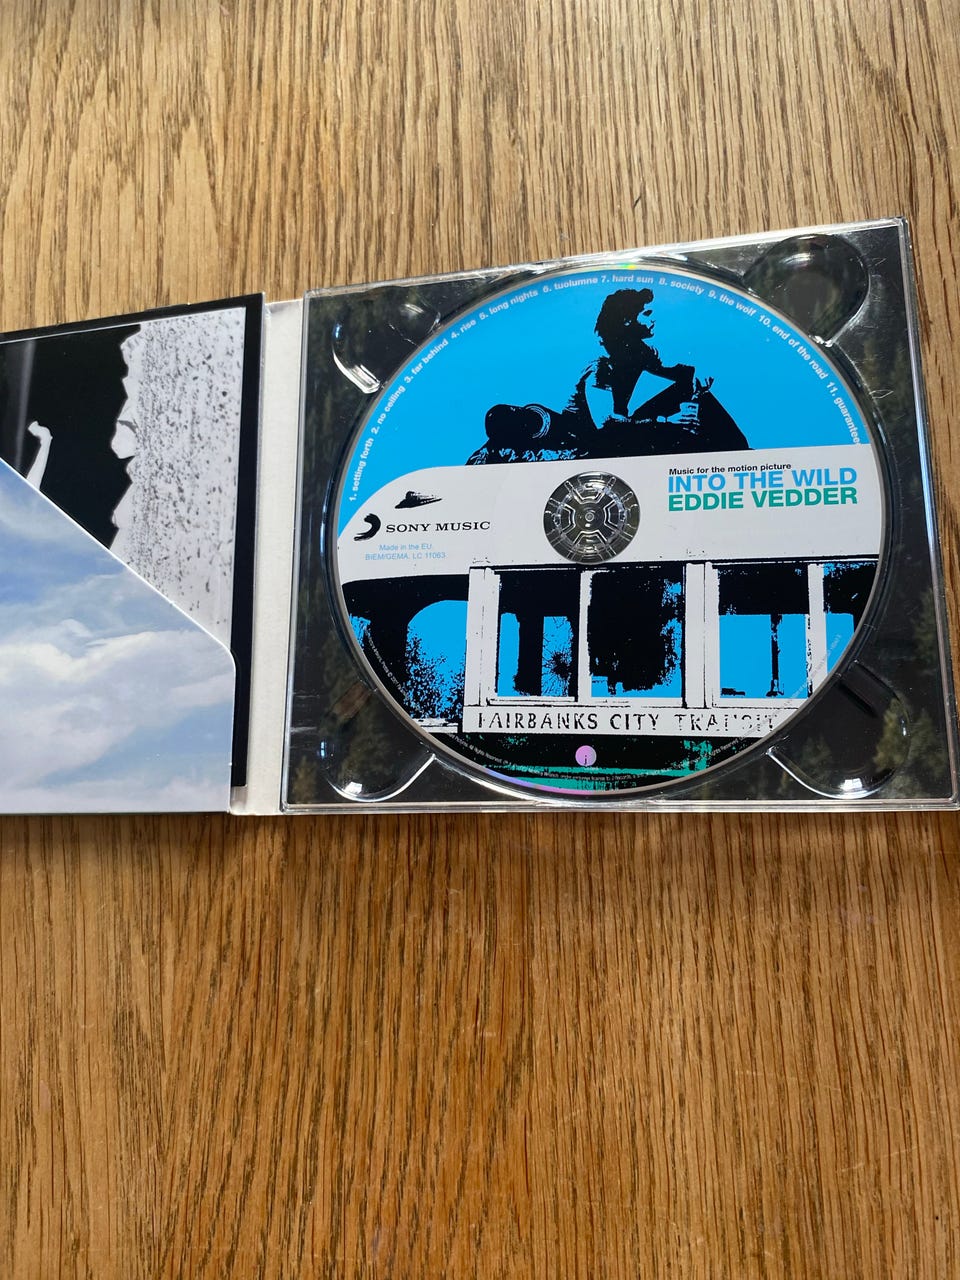 1. setting forth 2. no ceiling 3. far behind 4. rise 5. long nights 6. tuolumne 7. hard sun 8. society 9. the wolf 10. end of the road 11. guaranteed
Music for the motion picture
INTO THE WILD
EDDIE VEDDER
SONY MUSIC
Made in the EU
BIEM/GEMA. LC 11063
FAIRBANKS CITY TRANSIT
j